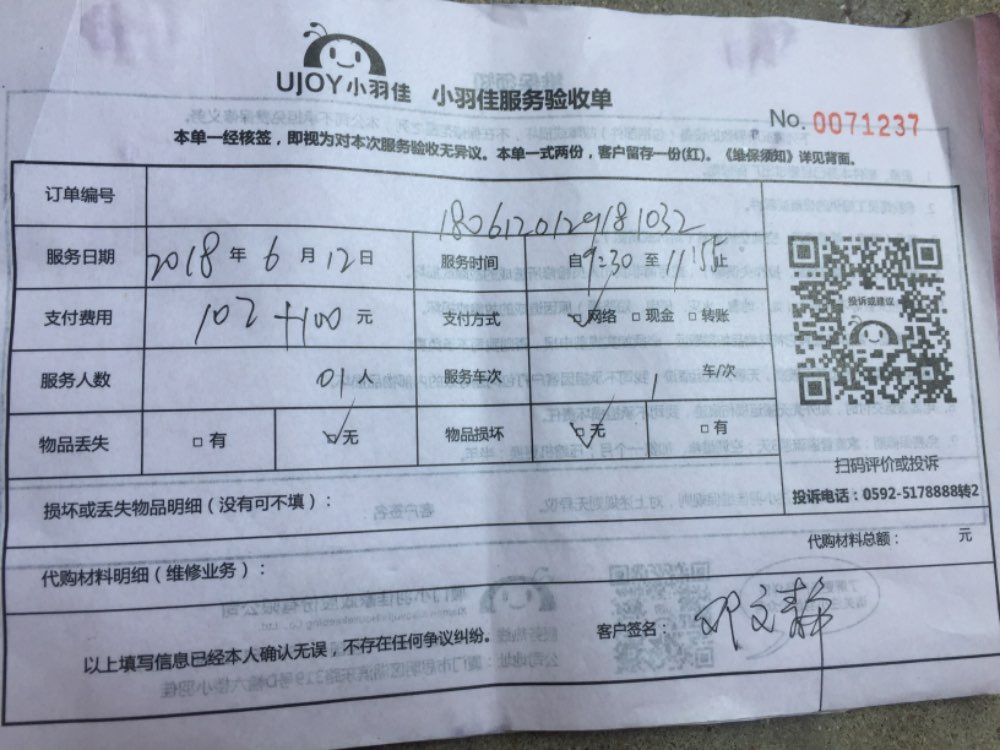 UJOY小羽佳 小羽佳服务验收单
No. 0071237
本单一经核签，即视为对本次服务验收无异议。本单一式两份，客户留存一份(红)。《维保须知》详见背面。
订单编号 1806120129181032
服务日期 2018 年 6 月 12 日 服务时间 自 9:30 至 11:55 止
支付费用 102+100 元 支付方式 网络 现金 转账
投诉或建议
服务人数 01 人 服务车次 1 车/次
物品丢失 有 无 物品损坏 无 有
扫码评价或投诉
投诉电话：0592-5178888转2
损坏或丢失物品明细（没有可不填）：
代购材料总额： 元
代购材料明细（维修业务）：
客户签名： 邓文静
以上填写信息已经本人确认无误，不存在任何争议纠纷。